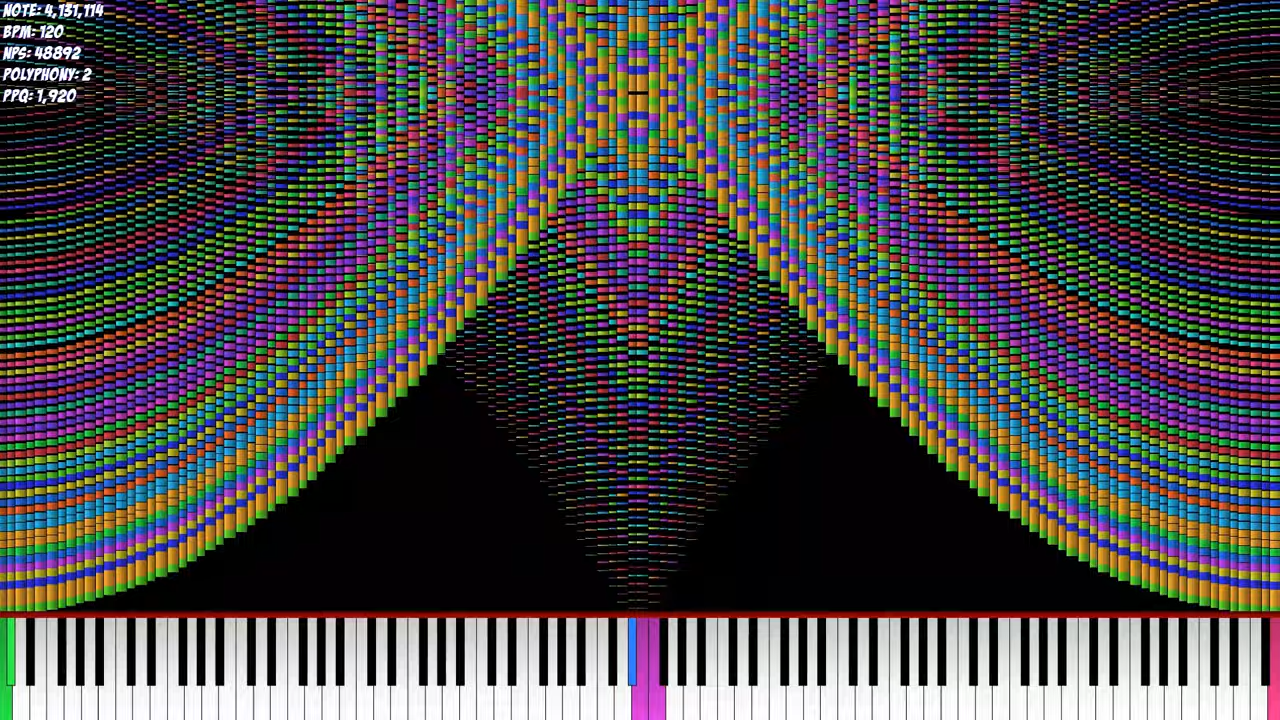 NOTE: 4,131,114
BPM: 120
NPS: 48892
POLYPHONY: 2
PPQ: 1,920